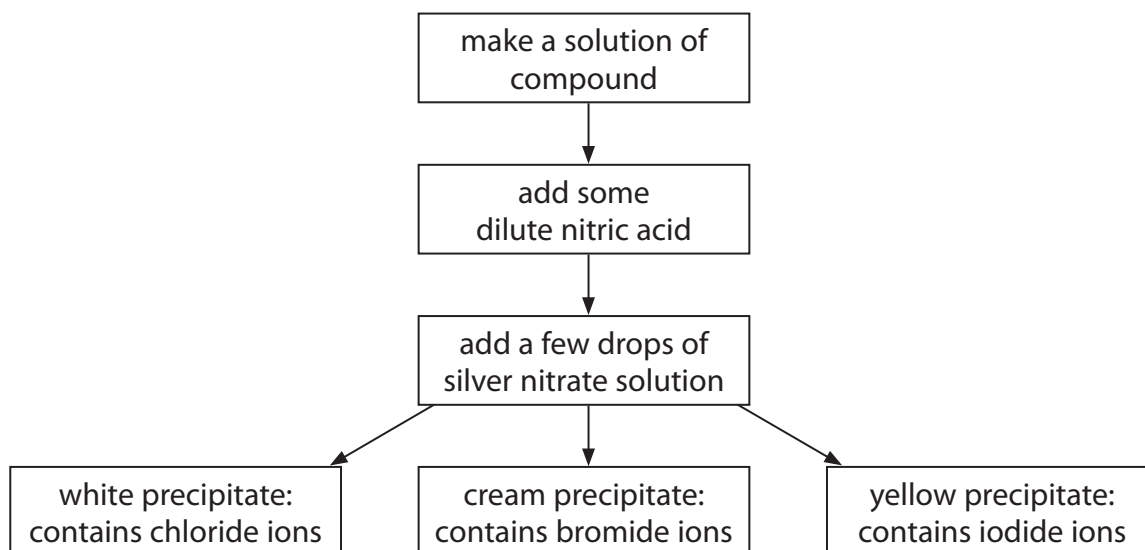 make a solution of
compound
add some
dilute nitric acid
add a few drops of
silver nitrate solution
white precipitate:
contains chloride ions
cream precipitate:
contains bromide ions
yellow precipitate:
contains iodide ions